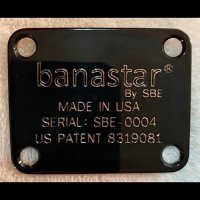 banastar®
By SBE
MADE IN USA
SERIAL: SBE-0004
US PATENT 8319081